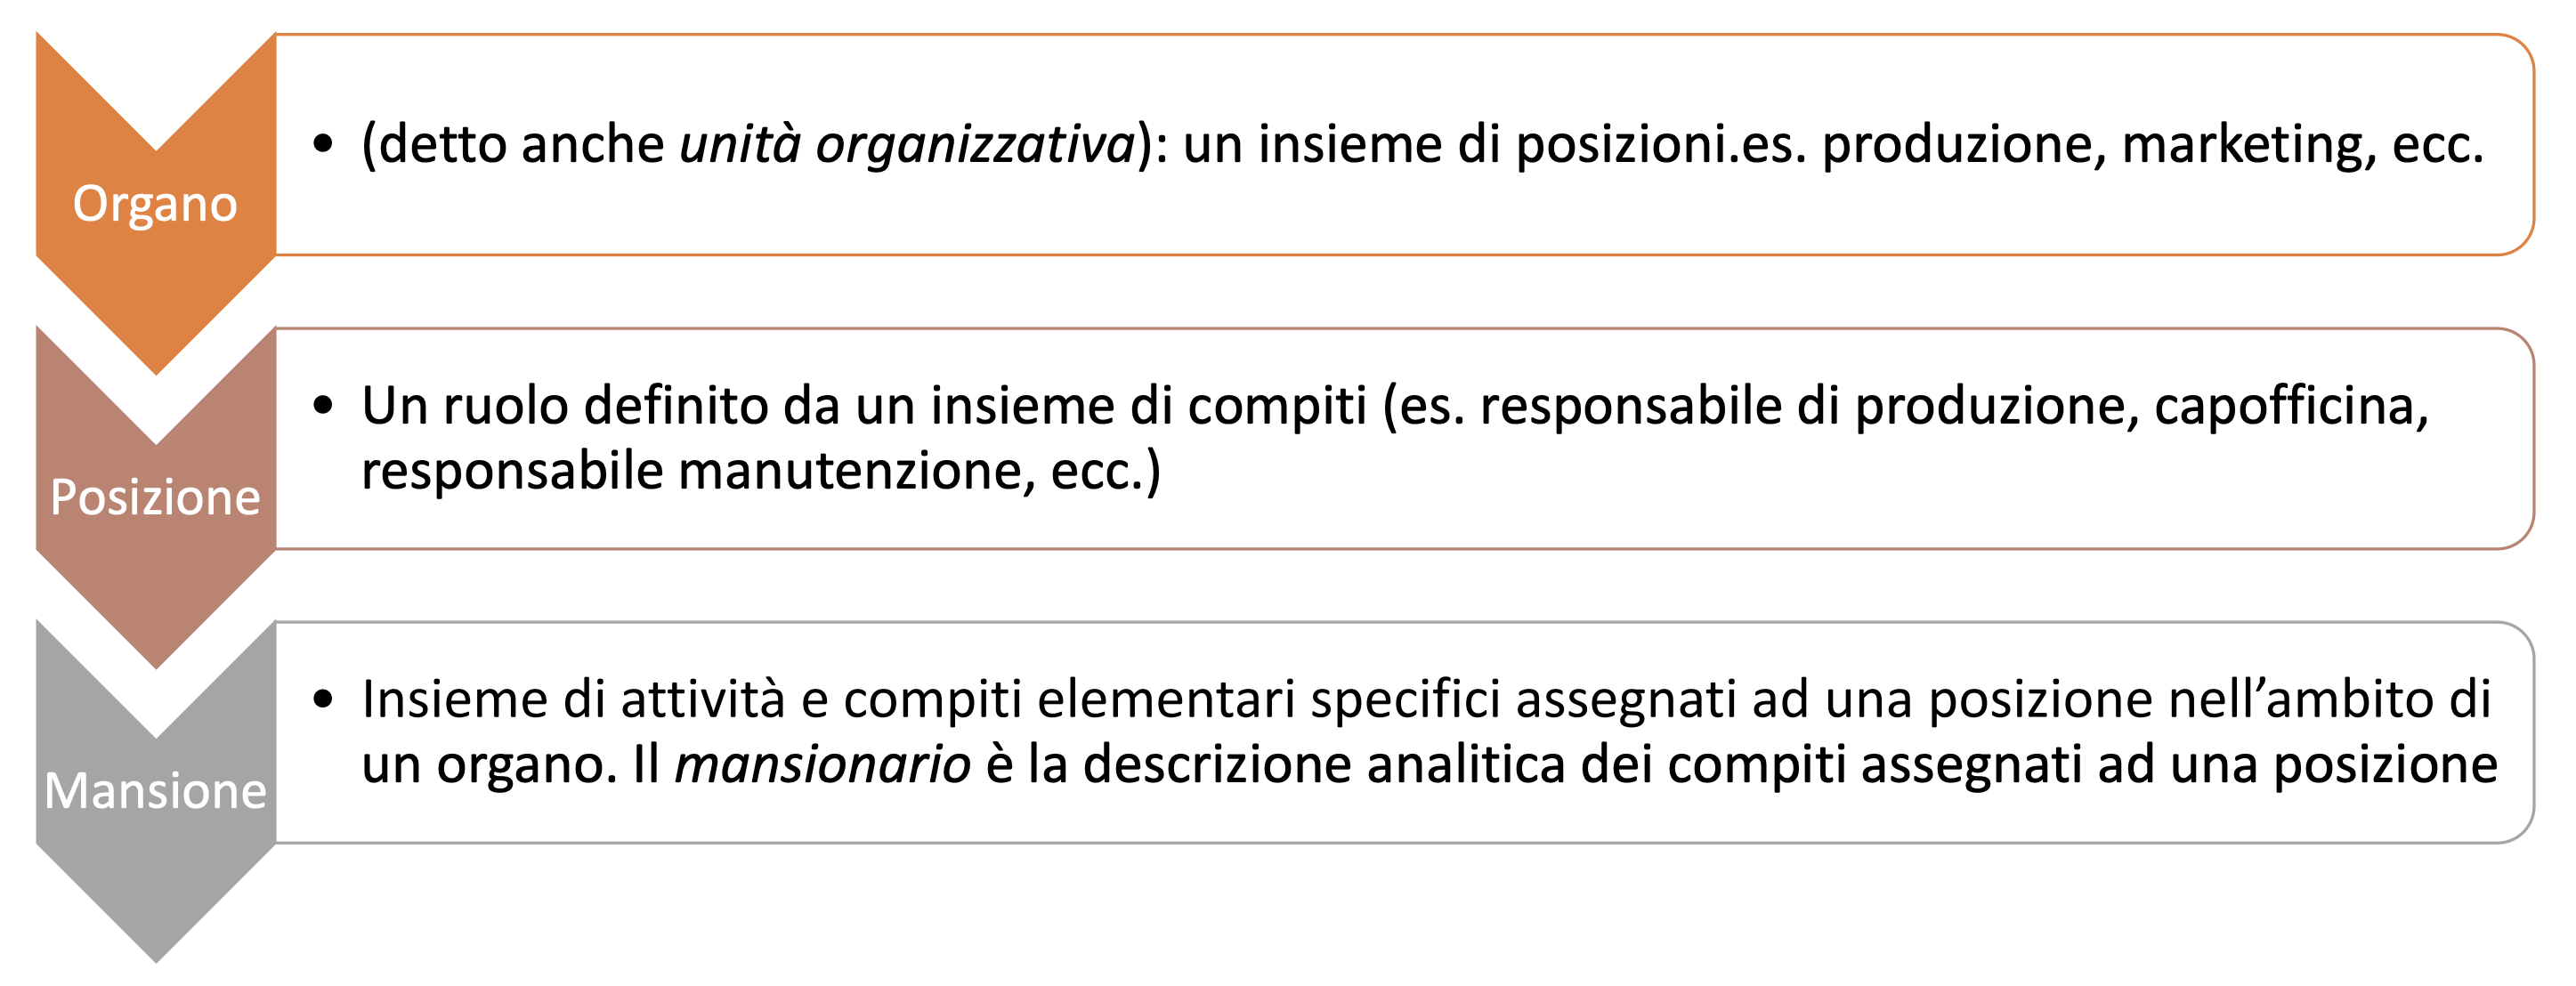 Organo
• (detto anche unità organizzativa): un insieme di posizioni.es. produzione, marketing, ecc.
Posizione
• Un ruolo definito da un insieme di compiti (es. responsabile di produzione, capofficina,
responsabile manutenzione, ecc.)
Mansione
• Insieme di attività e compiti elementari specifici assegnati ad una posizione nell’ambito di
un organo. Il mansionario è la descrizione analitica dei compiti assegnati ad una posizione